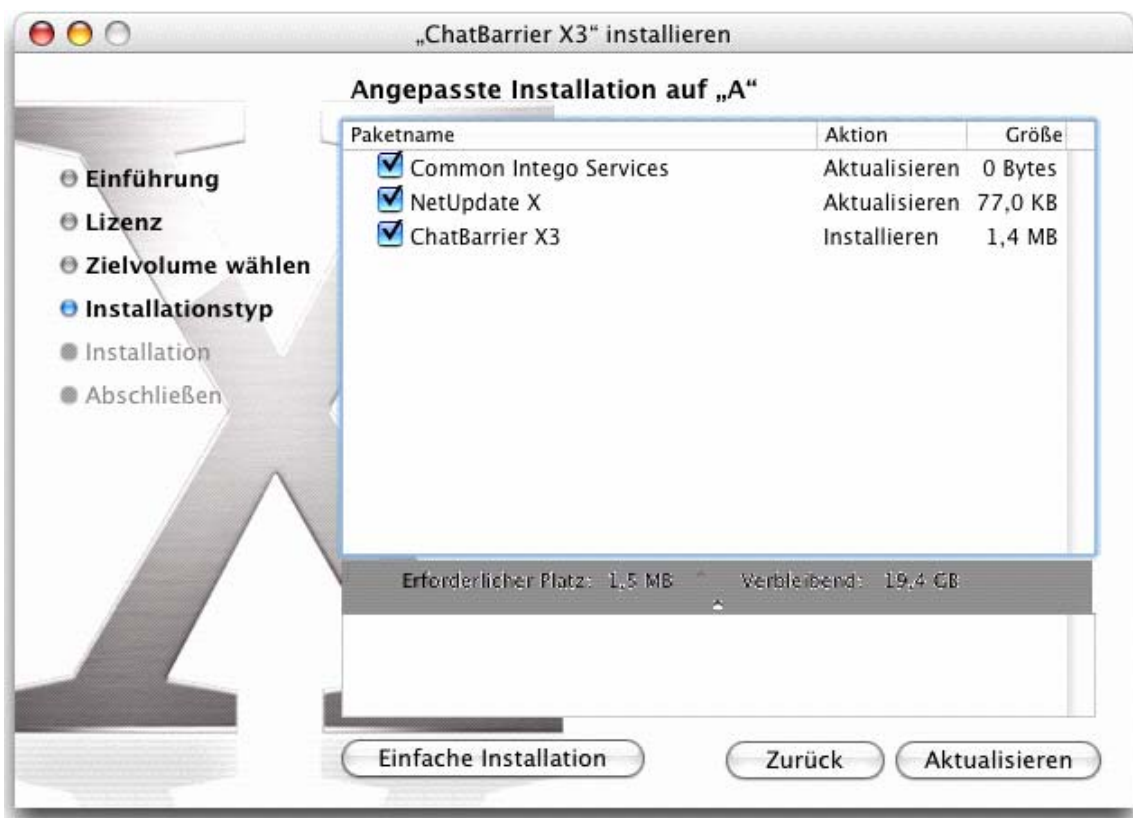 „ChatBarrier X3“ installieren
Angepasste Installation auf „A“
Einführung
Lizenz
Zielvolume wählen
Installationstyp
Installation
Abschließen
Paketname Aktion Größe
Common Intego Services Aktualisieren 0 Bytes
NetUpdate X Aktualisieren 77,0 KB
ChatBarrier X3 Installieren 1,4 MB
Erforderlicher Platz: 1,5 MB Verbleibend: 19,4 GB
Einfache Installation Zurück Aktualisieren